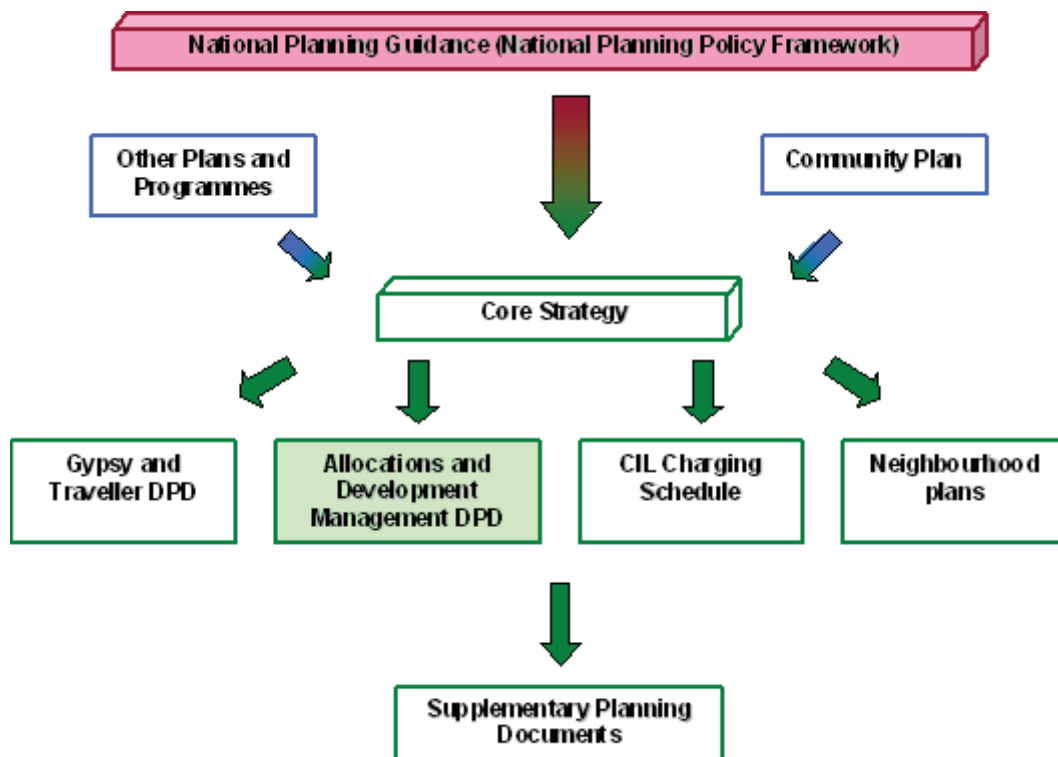 National Planning Guidance (National Planning Policy Framework)
Other Plans and
Programmes
Community Plan
Core Strategy
Gypsy and
Traveller DPD
Allocations and
Development
Management DPD
CIL Charging
Schedule
Neighbourhood
plans
Supplementary Planning
Documents